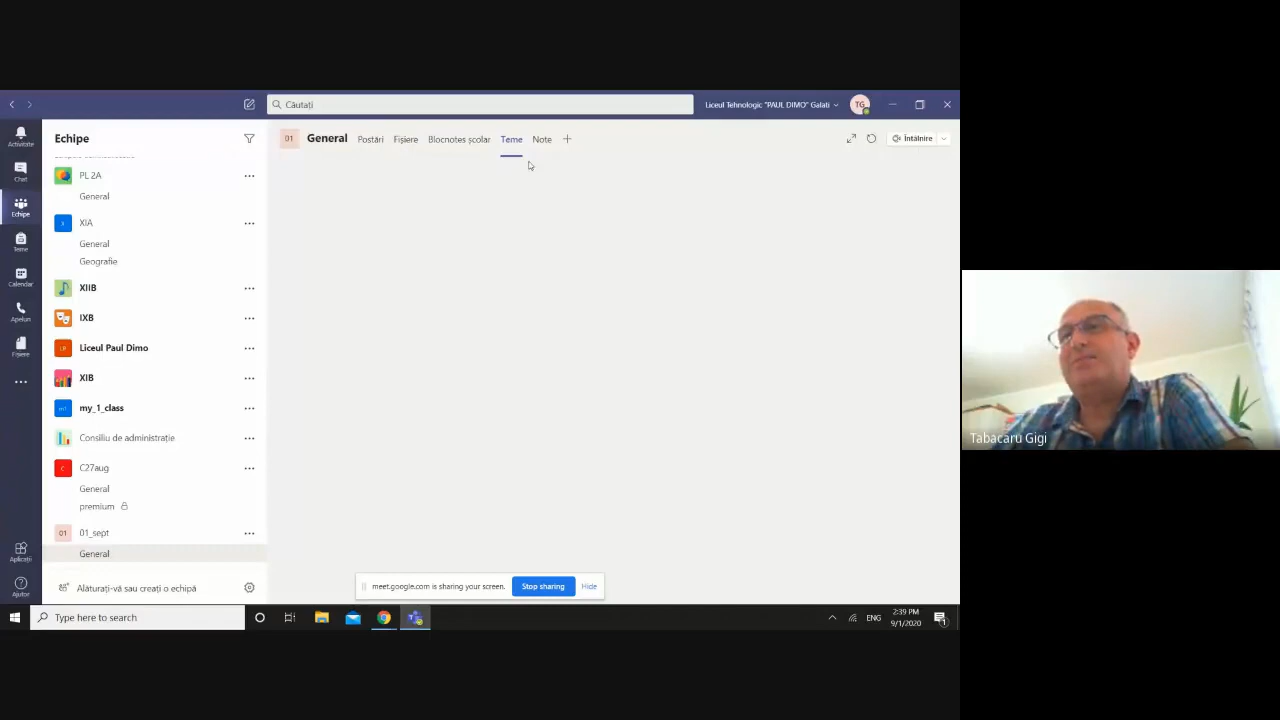 Căutați
Liceul Tehnologic "PAUL DIMO" Galati
TG
Activitate
Chat
Echipe
Teme
Calendar
Apeluri
Fișiere
Aplicații
Ajutor
Echipe
PL 2A
General
XIA
General
Geografie
XIIB
IXB
LP
Liceul Paul Dimo
XIB
m1
my_1_class
Consiliu de administrație
C
C27aug
General
premium
01
01_sept
General
Alăturați-vă sau creați o echipă
01
General
Postări
Fișiere
Blocnotes școlar
Teme
Note
Întâlnire
meet.google.com is sharing your screen.
Stop sharing
Hide
Tabacaru Gigi
Type here to search
ENG
2:39 PM
9/1/2020